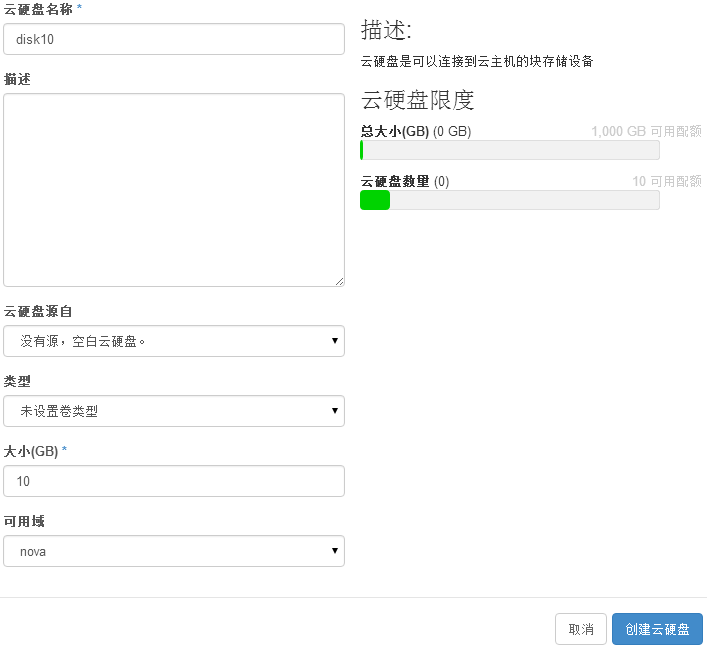 云硬盘名称 *
disk10
描述
云硬盘源自
没有源，空白云硬盘。
类型
未设置卷类型
大小(GB) *
10
可用域
nova
描述:
云硬盘是可以连接到云主机的块存储设备
云硬盘限度
总大小(GB) (0 GB) 1,000 GB 可用配额
云硬盘数量 (0) 10 可用配额
取消 创建云硬盘